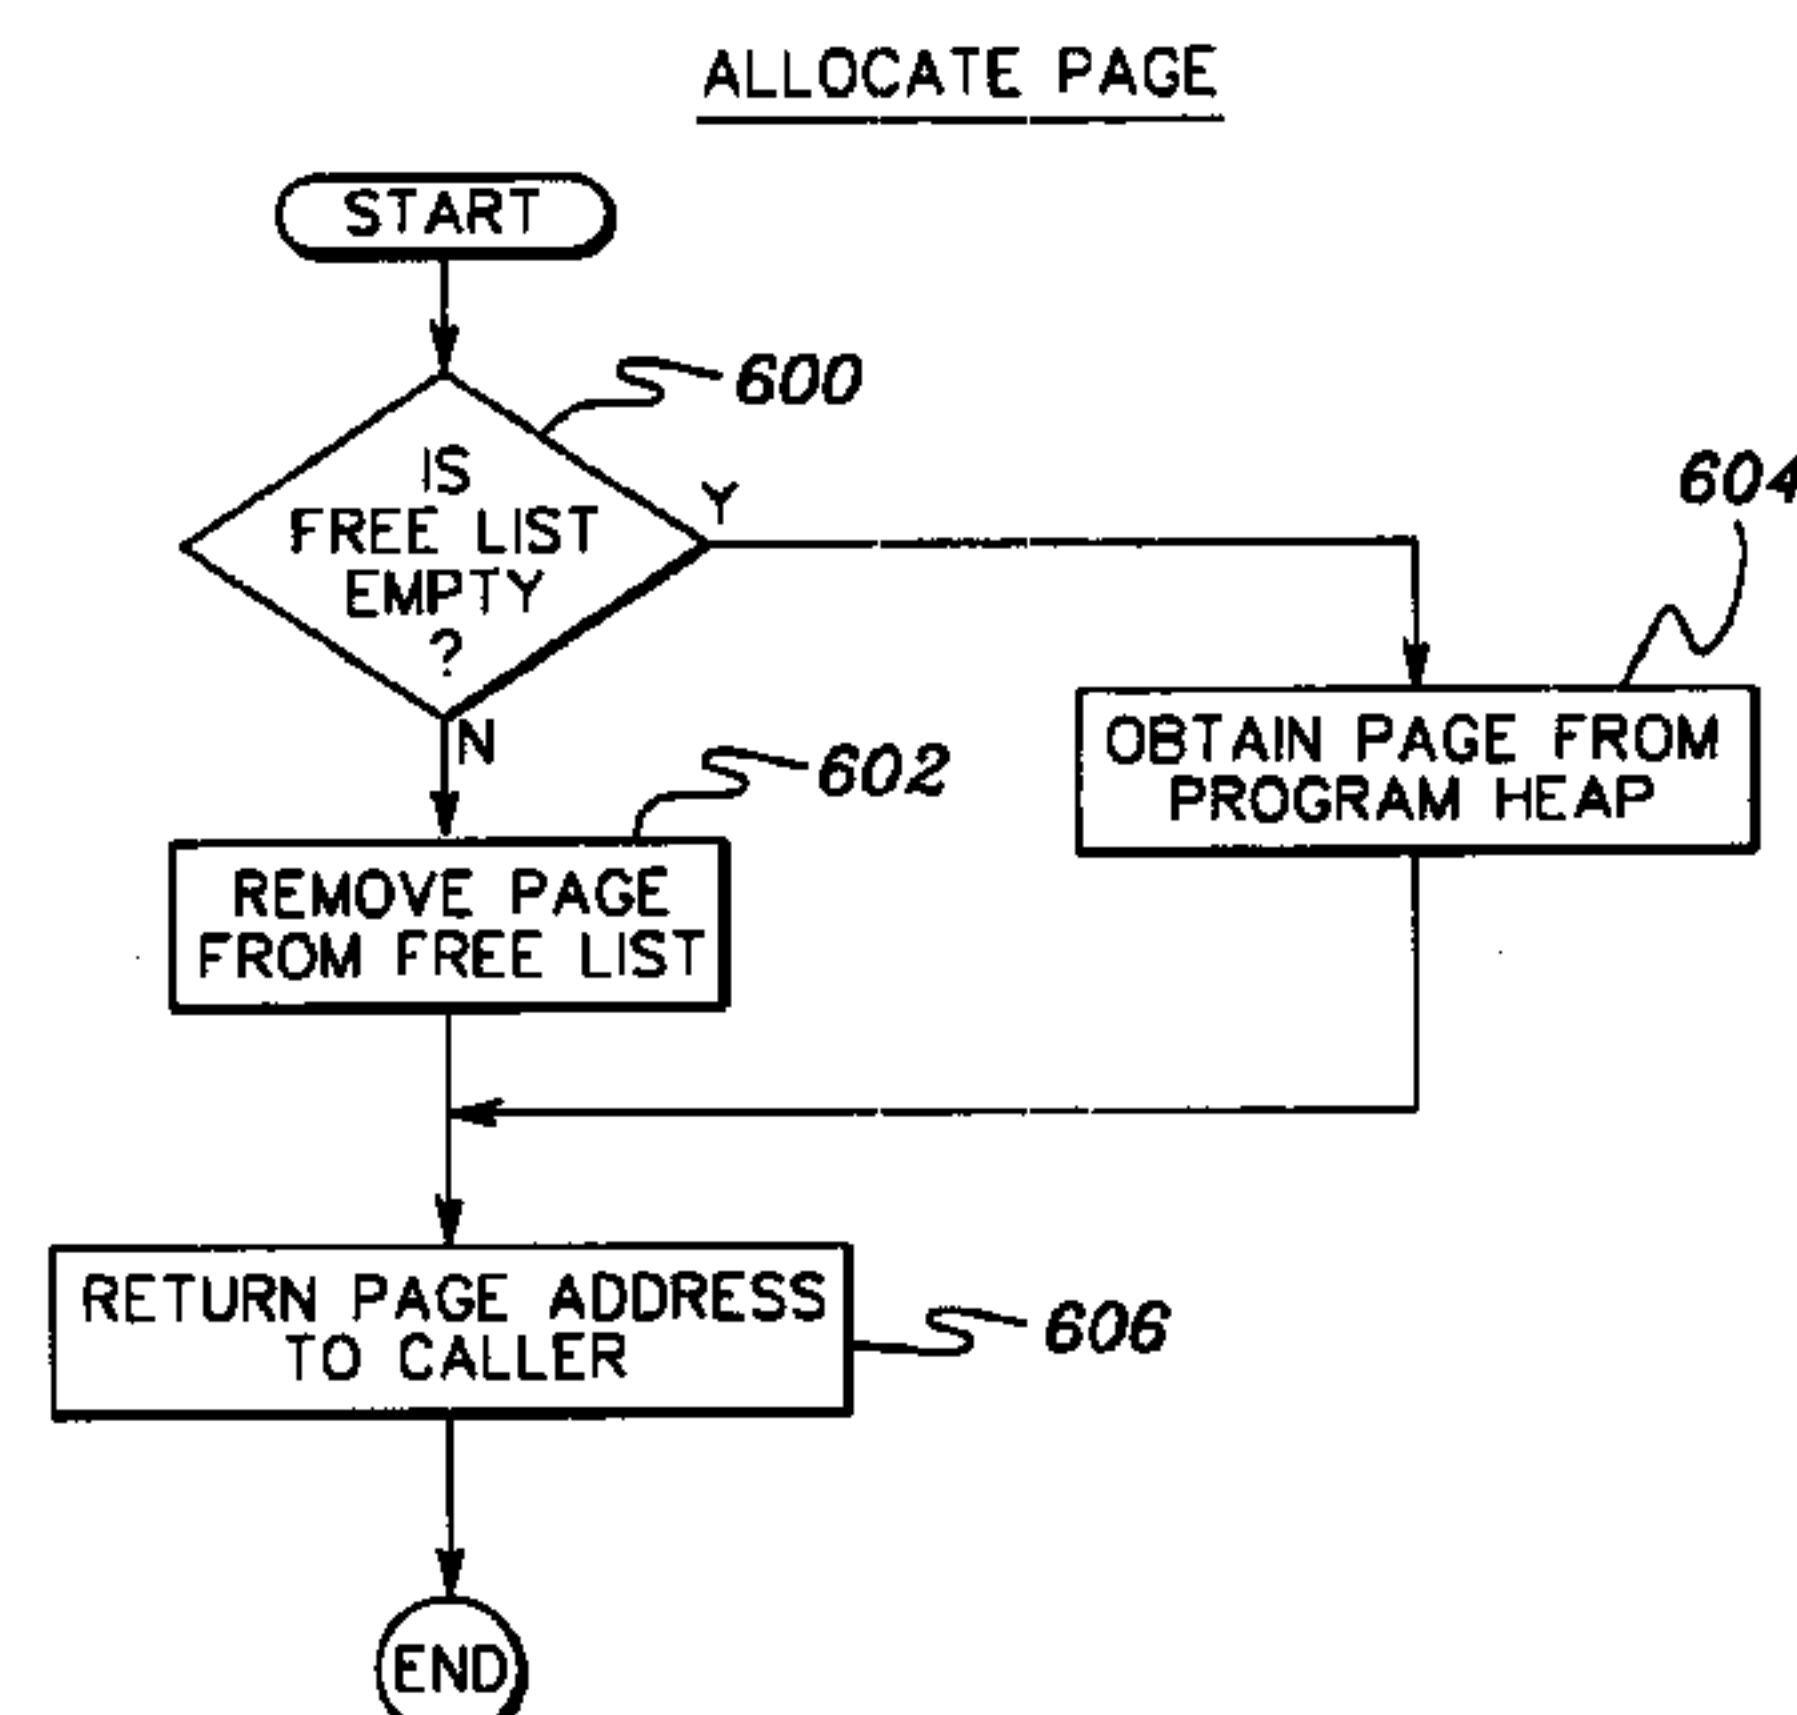 ALLOCATE PAGE
START
600
IS
FREE LIST
EMPTY
?
Y
604
N
602
OBTAIN PAGE FROM
PROGRAM HEAP
REMOVE PAGE
FROM FREE LIST
RETURN PAGE ADDRESS
TO CALLER
606
END